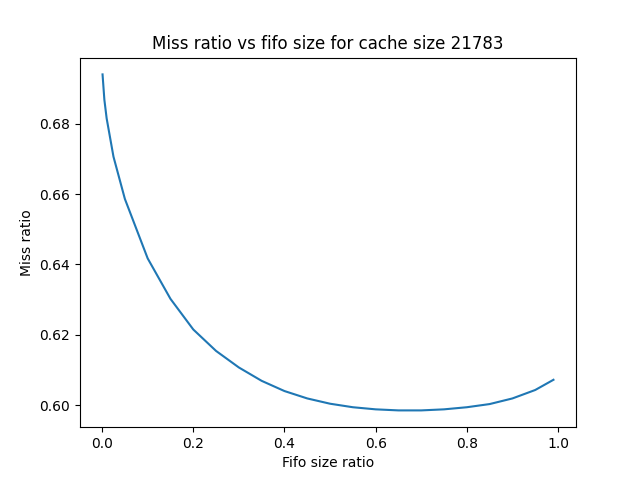 Miss ratio vs fifo size for cache size 21783
0.68
0.66
0.64
0.62
0.60
Miss ratio
0.0 0.2 0.4 0.6 0.8 1.0
Fifo size ratio